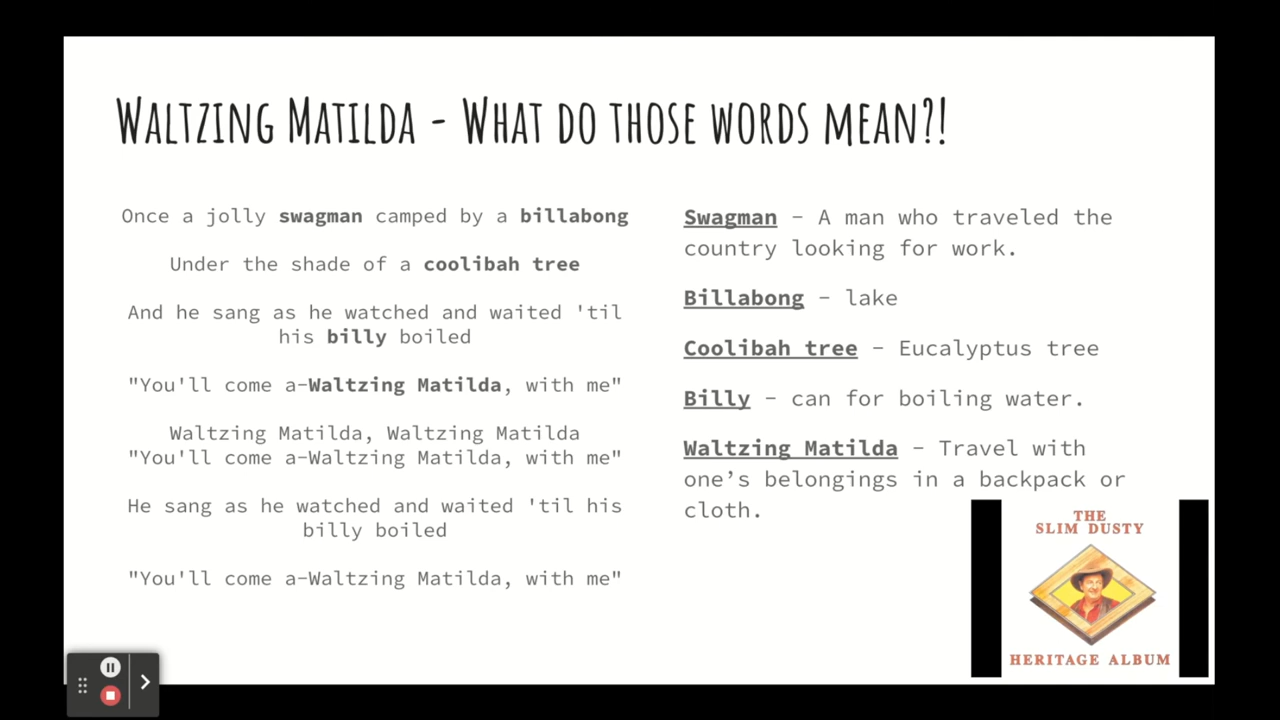 WALTZING MATILDA - WHAT DO THOSE WORDS MEAN?!
Once a jolly swagman camped by a billabong
Under the shade of a coolibah tree
And he sang as he watched and waited 'til
his billy boiled
"You'll come a-Waltzing Matilda, with me"
Waltzing Matilda, Waltzing Matilda
"You'll come a-Waltzing Matilda, with me"
He sang as he watched and waited 'til his
billy boiled
"You'll come a-Waltzing Matilda, with me"
Swagman - A man who traveled the
country looking for work.
Billabong - lake
Coolibah tree - Eucalyptus tree
Billy - can for boiling water.
Waltzing Matilda - Travel with
one's belongings in a backpack or
cloth.
THE
SLIM DUSTY
HERITAGE ALBUM